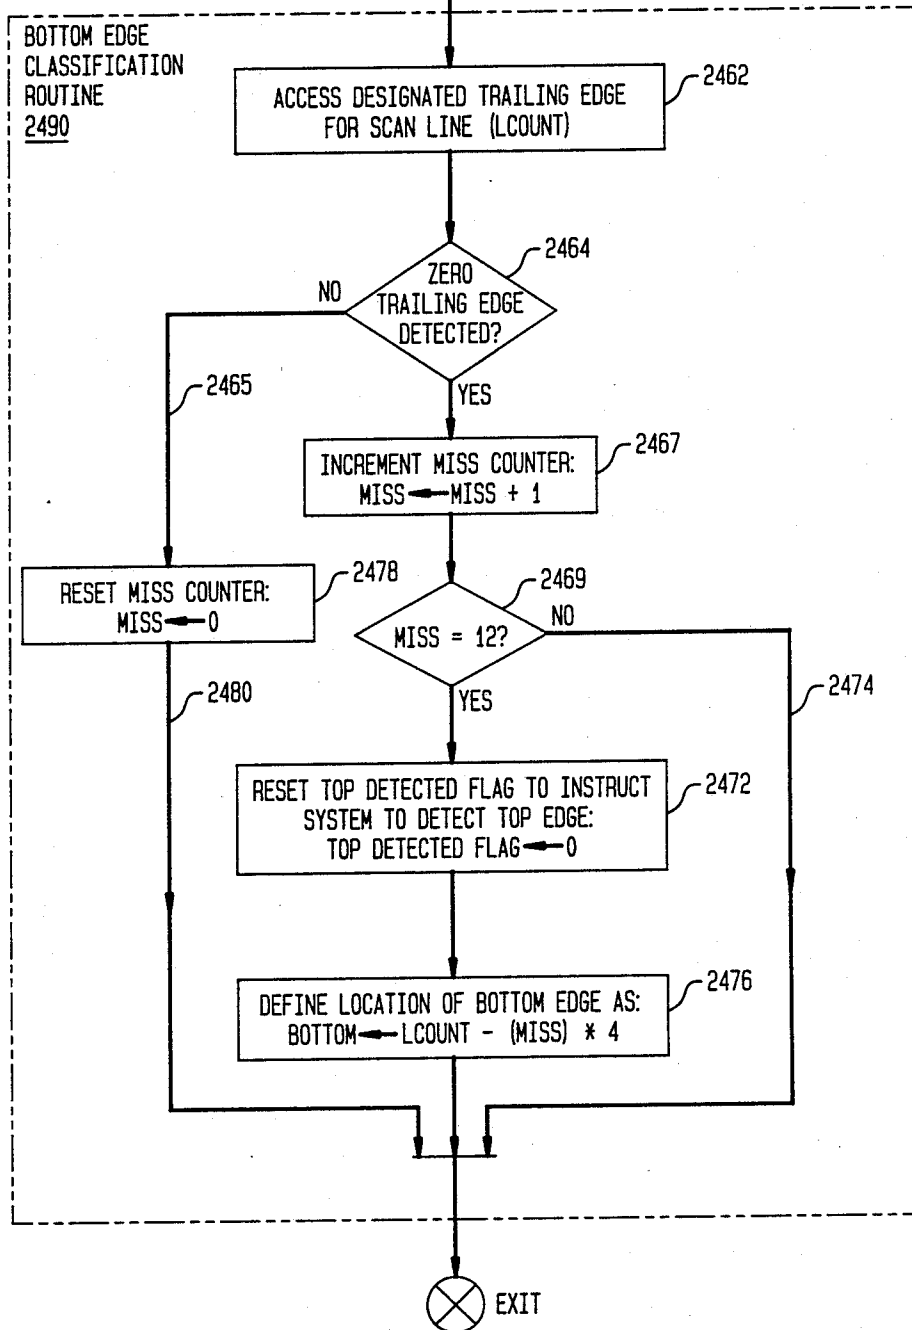 BOTTOM EDGE
CLASSIFICATION
ROUTINE
2490
ACCESS DESIGNATED TRAILING EDGE
FOR SCAN LINE (LCOUNT)
2462
ZERO
TRAILING EDGE
DETECTED?
2464
NO
YES
2465
INCREMENT MISS COUNTER:
MISS←MISS + 1
2467
RESET MISS COUNTER:
MISS←0
2478
MISS = 12?
2469
NO
YES
2480
2474
RESET TOP DETECTED FLAG TO INSTRUCT
SYSTEM TO DETECT TOP EDGE:
TOP DETECTED FLAG←0
2472
DEFINE LOCATION OF BOTTOM EDGE AS:
BOTTOM←LCOUNT - (MISS) * 4
2476
EXIT